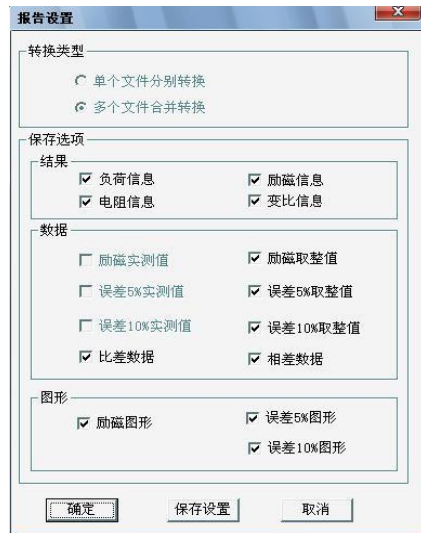 报告设置
转换类型
单个文件分别转换
多个文件合并转换
保存选项
结果
负荷信息 励磁信息
电阻信息 变比信息
数据
励磁实测值 励磁取整值
误差5%实测值 误差5%取整值
误差10%实测值 误差10%取整值
比差数据 相差数据
图形
励磁图形 误差5%图形
误差10%图形
确定 保存设置 取消